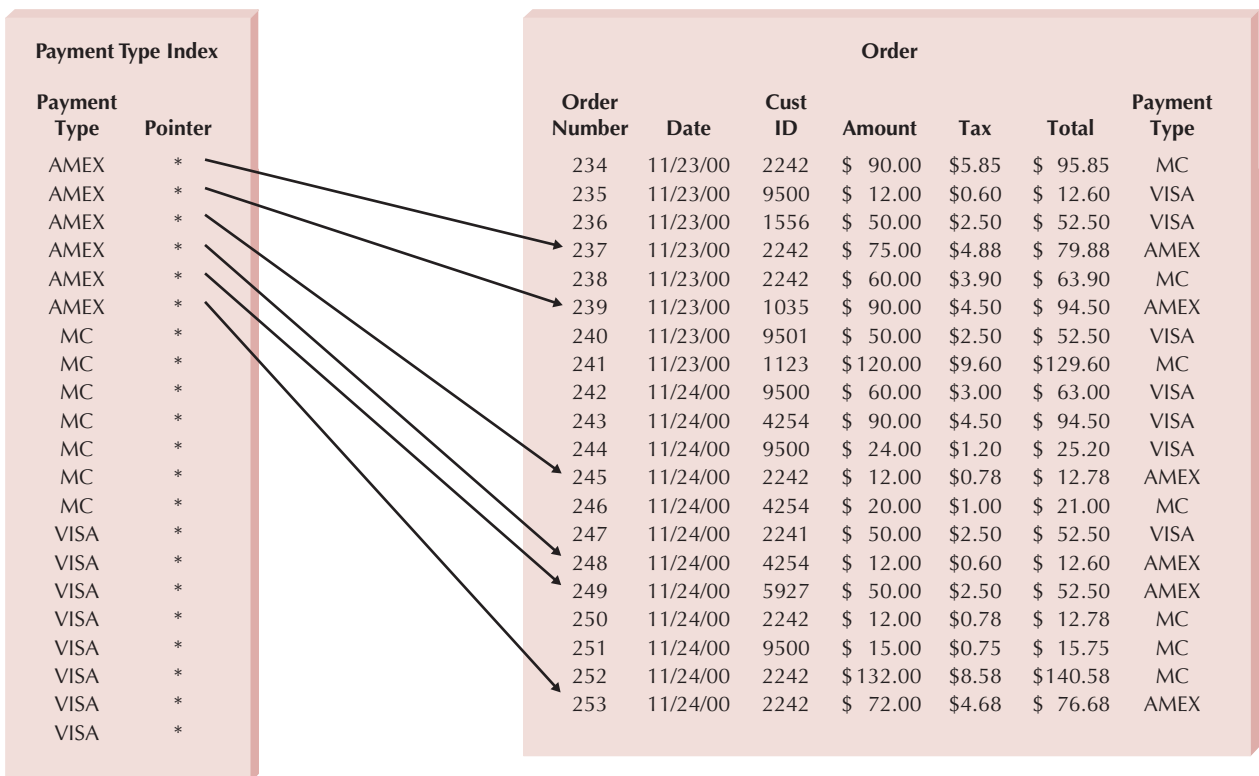 Payment Type Index
Payment Type Pointer
AMEX *
AMEX *
AMEX *
AMEX *
AMEX *
AMEX *
MC *
MC *
MC *
MC *
MC *
MC *
MC *
VISA *
VISA *
VISA *
VISA *
VISA *
VISA *
VISA *
VISA *
Order
Order Number Date Cust ID Amount Tax Total Payment Type
234 11/23/00 2242 $ 90.00 $5.85 $ 95.85 MC
235 11/23/00 9500 $ 12.00 $0.60 $ 12.60 VISA
236 11/23/00 1556 $ 50.00 $2.50 $ 52.50 VISA
237 11/23/00 2242 $ 75.00 $4.88 $ 79.88 AMEX
238 11/23/00 2242 $ 60.00 $3.90 $ 63.90 MC
239 11/23/00 1035 $ 90.00 $4.50 $ 94.50 AMEX
240 11/23/00 9501 $ 50.00 $2.50 $ 52.50 VISA
241 11/23/00 1123 $120.00 $9.60 $129.60 MC
242 11/24/00 9500 $ 60.00 $3.00 $ 63.00 VISA
243 11/24/00 4254 $ 90.00 $4.50 $ 94.50 VISA
244 11/24/00 9500 $ 24.00 $1.20 $ 25.20 VISA
245 11/24/00 2242 $ 12.00 $0.78 $ 12.78 AMEX
246 11/24/00 4254 $ 20.00 $1.00 $ 21.00 MC
247 11/24/00 2241 $ 50.00 $2.50 $ 52.50 VISA
248 11/24/00 4254 $ 12.00 $0.60 $ 12.60 AMEX
249 11/24/00 5927 $ 50.00 $2.50 $ 52.50 AMEX
250 11/24/00 2242 $ 12.00 $0.78 $ 12.78 MC
251 11/24/00 9500 $ 15.00 $0.75 $ 15.75 MC
252 11/24/00 2242 $132.00 $8.58 $140.58 MC
253 11/24/00 2242 $ 72.00 $4.68 $ 76.68 AMEX